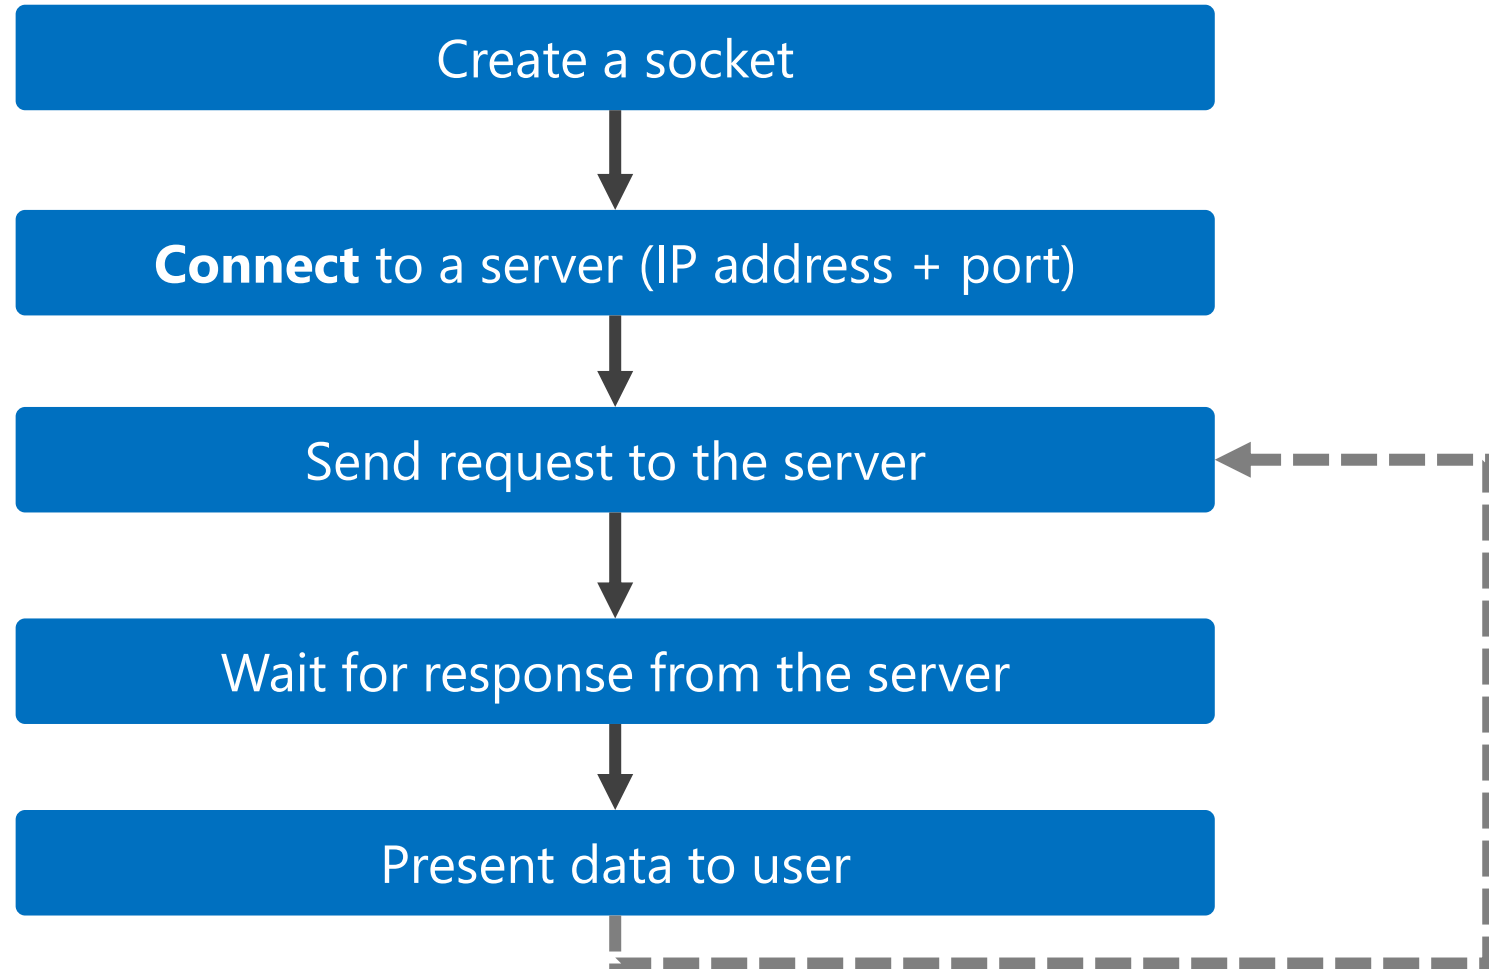 Create a socket
Connect to a server (IP address + port)
Send request to the server
Wait for response from the server
Present data to user